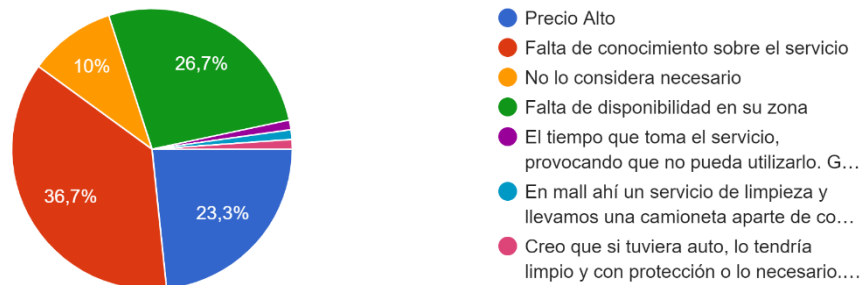 10%
26,7%
36,7%
23,3%
Precio Alto
Falta de conocimiento sobre el servicio
No lo considera necesario
Falta de disponibilidad en su zona
El tiempo que toma el servicio,
provocando que no pueda utilizarlo. G…
En mall ahí un servicio de limpieza y
llevamos una camioneta aparte de co…
Creo que si tuviera auto, lo tendría
limpio y con protección o lo necesario.…